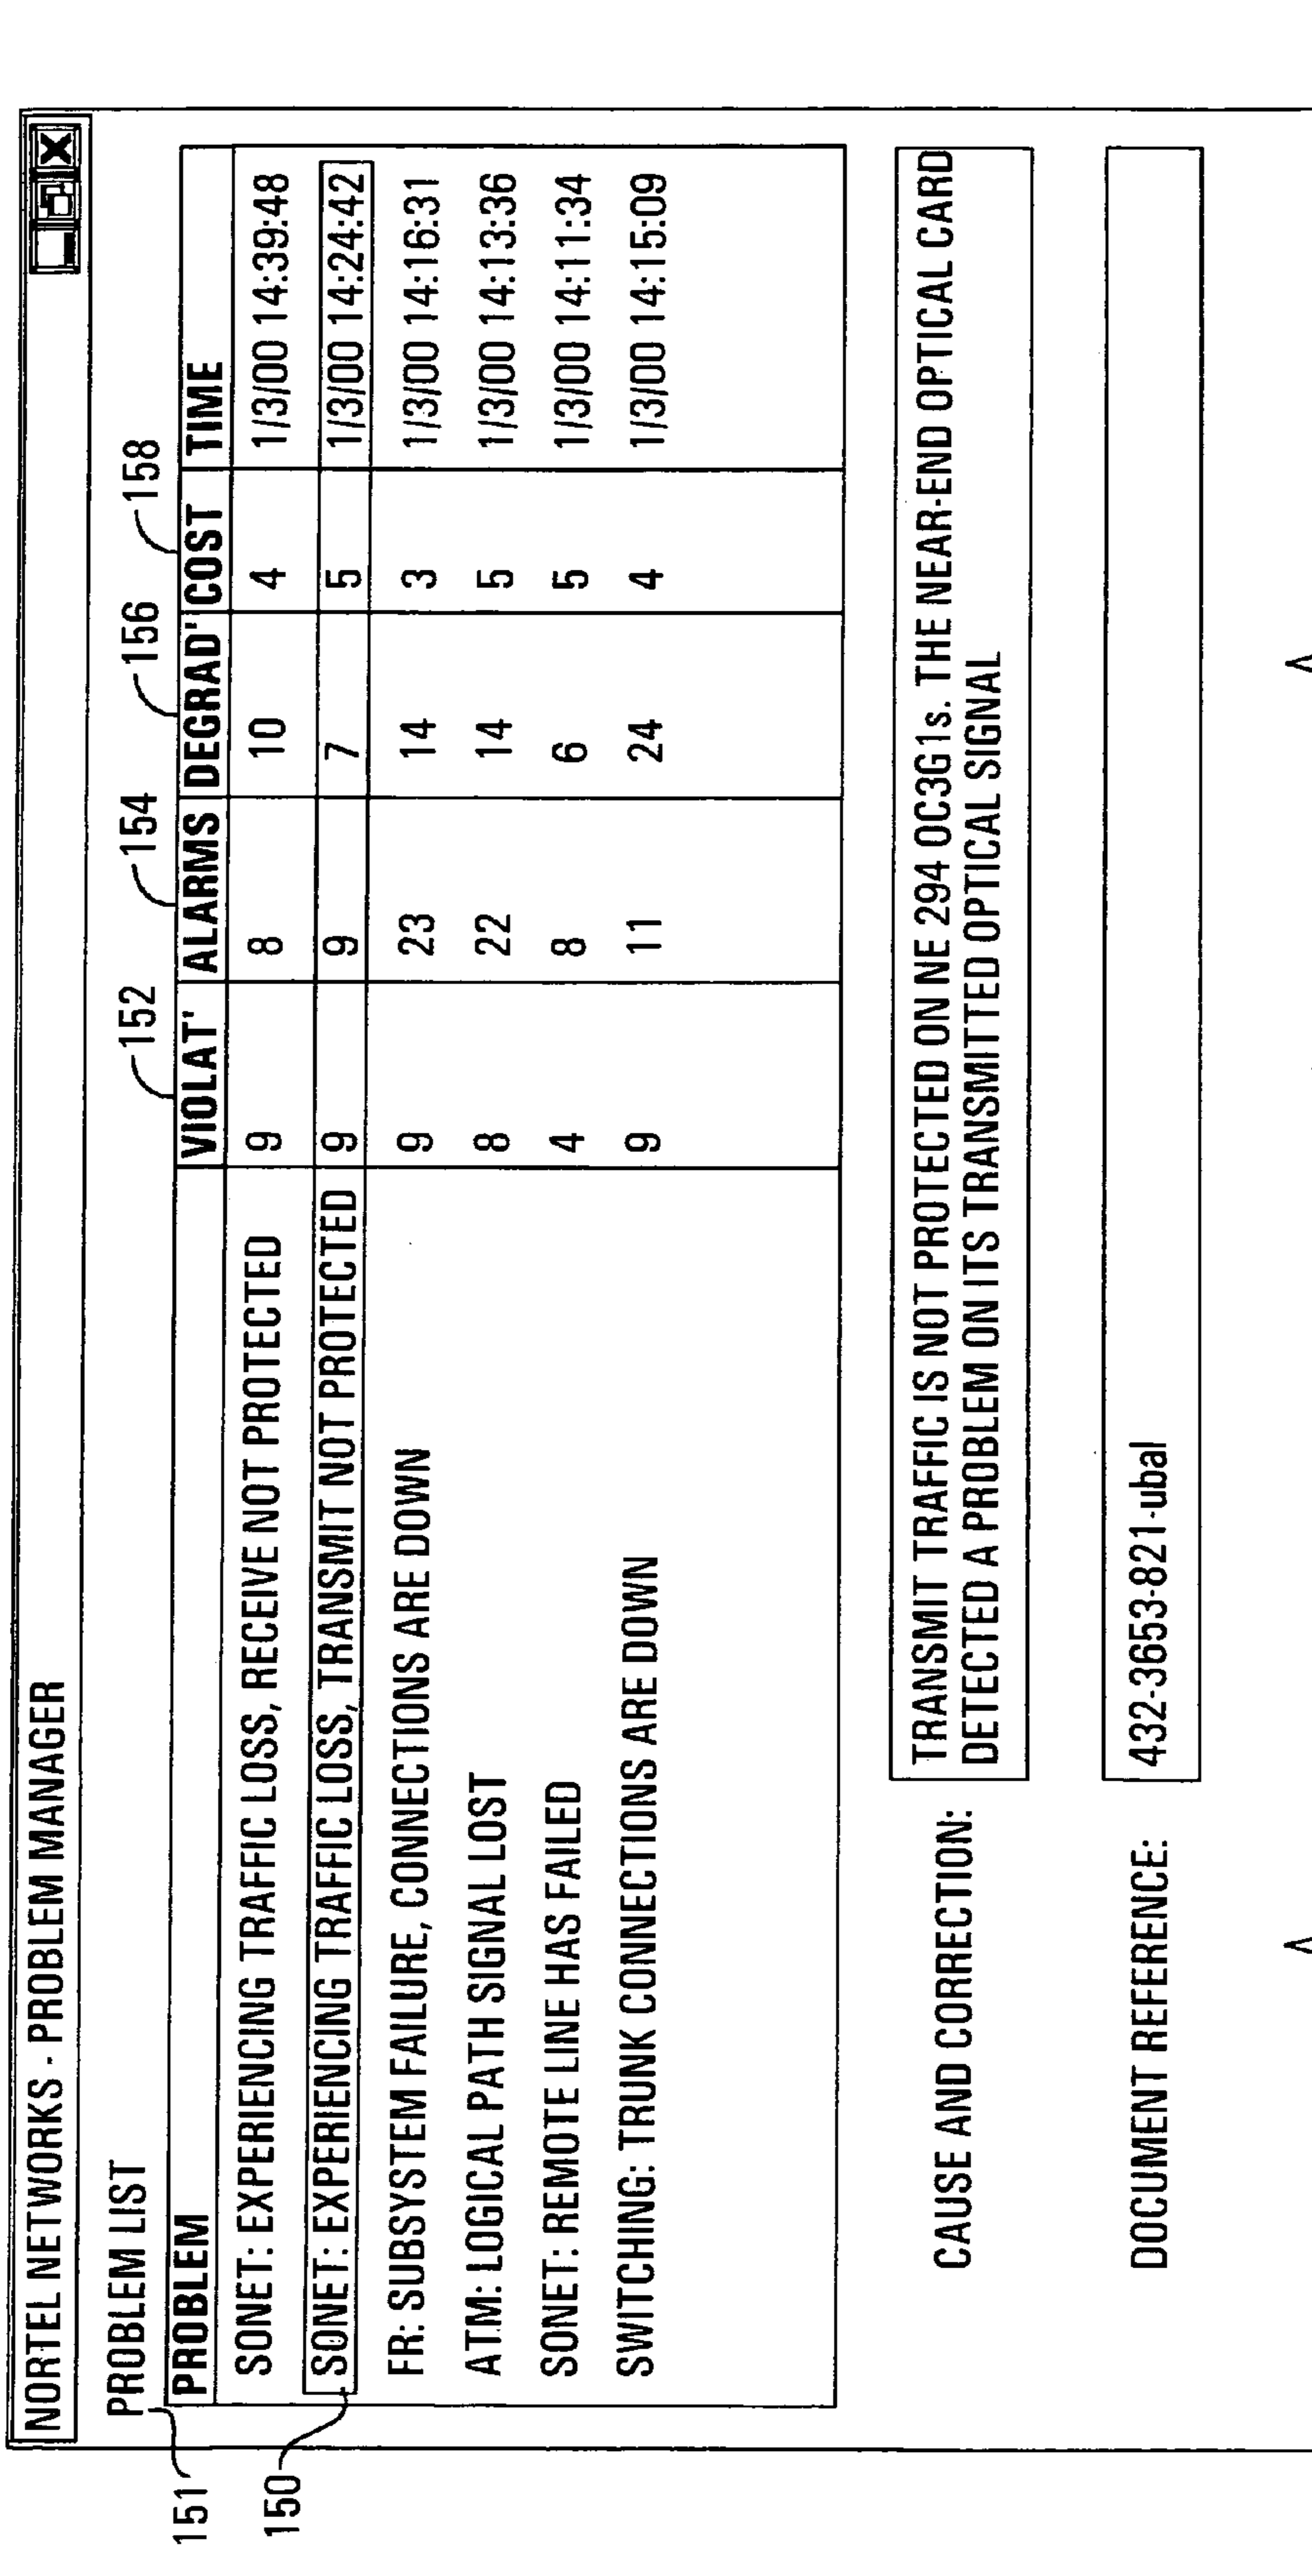 NORTEL NETWORKS - PROBLEM MANAGER
151
PROBLEM LIST
152 154 156 158
PROBLEM VIOLAT' ALARMS DEGRAD' COST TIME
SONET: EXPERIENCING TRAFFIC LOSS, RECEIVE NOT PROTECTED 9 8 10 4 1/3/00 14:39:48
150
SONET: EXPERIENCING TRAFFIC LOSS, TRANSMIT NOT PROTECTED 9 9 7 5 1/3/00 14:24:42
FR: SUBSYSTEM FAILURE, CONNECTIONS ARE DOWN 9 23 14 3 1/3/00 14:16:31
ATM: LOGICAL PATH SIGNAL LOST 8 22 14 5 1/3/00 14:13:36
SONET: REMOTE LINE HAS FAILED 4 8 6 5 1/3/00 14:11:34
SWITCHING: TRUNK CONNECTIONS ARE DOWN 9 11 24 4 1/3/00 14:15:09
CAUSE AND CORRECTION:
TRANSMIT TRAFFIC IS NOT PROTECTED ON NE 294 OC3G1s. THE NEAR-END OPTICAL CARD
DETECTED A PROBLEM ON ITS TRANSMITTED OPTICAL SIGNAL
DOCUMENT REFERENCE: 432-3653-821-ubal